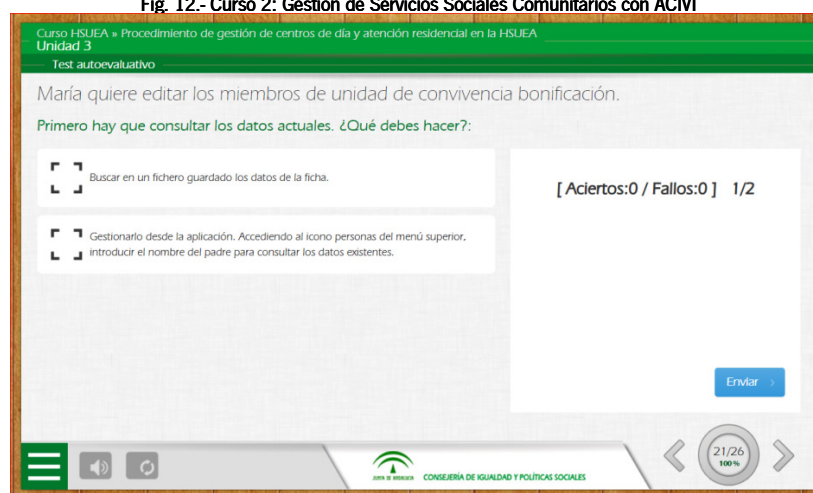 Fig. 12.- Curso 2: Gestión de Servicios Sociales Comunitarios con ACIVI
Curso HSUEA » Procedimiento de gestión de centros de día y atención residencial en la HSUEA
Unidad 3
Test autoevaluativo
María quiere editar los miembros de unidad de convivencia bonificación.
Primero hay que consultar los datos actuales. ¿Qué debes hacer?:
Buscar en un fichero guardado los datos de la ficha.
[ Aciertos:0 / Fallos:0 ] 1/2
Gestionarlo desde la aplicación. Accediendo al icono personas del menú superior,
introducir el nombre del padre para consultar los datos existentes.
Enviar
JUNTA DE ANDALUCIA
CONSEJERÍA DE IGUALDAD Y POLÍTICAS SOCIALES
21/26
100 %